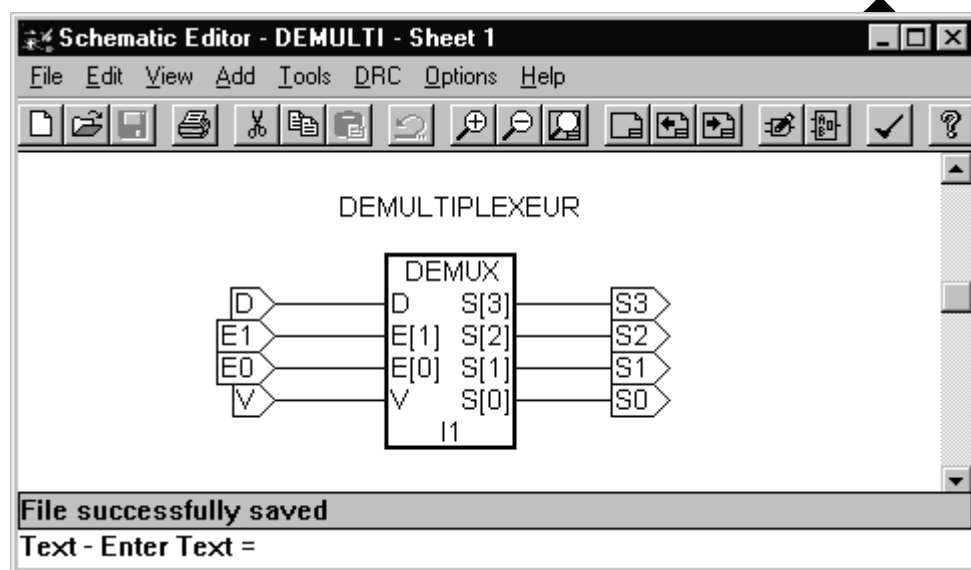 Schematic Editor - DEMULTI - Sheet 1
File Edit View Add Tools DRC Options Help
DEMULTIPLEXEUR
DEMUX
D D S[3] S3
E1 E[1] S[2] S2
E0 E[0] S[1] S1
V V S[0] S0
I1
File successfully saved
Text - Enter Text =